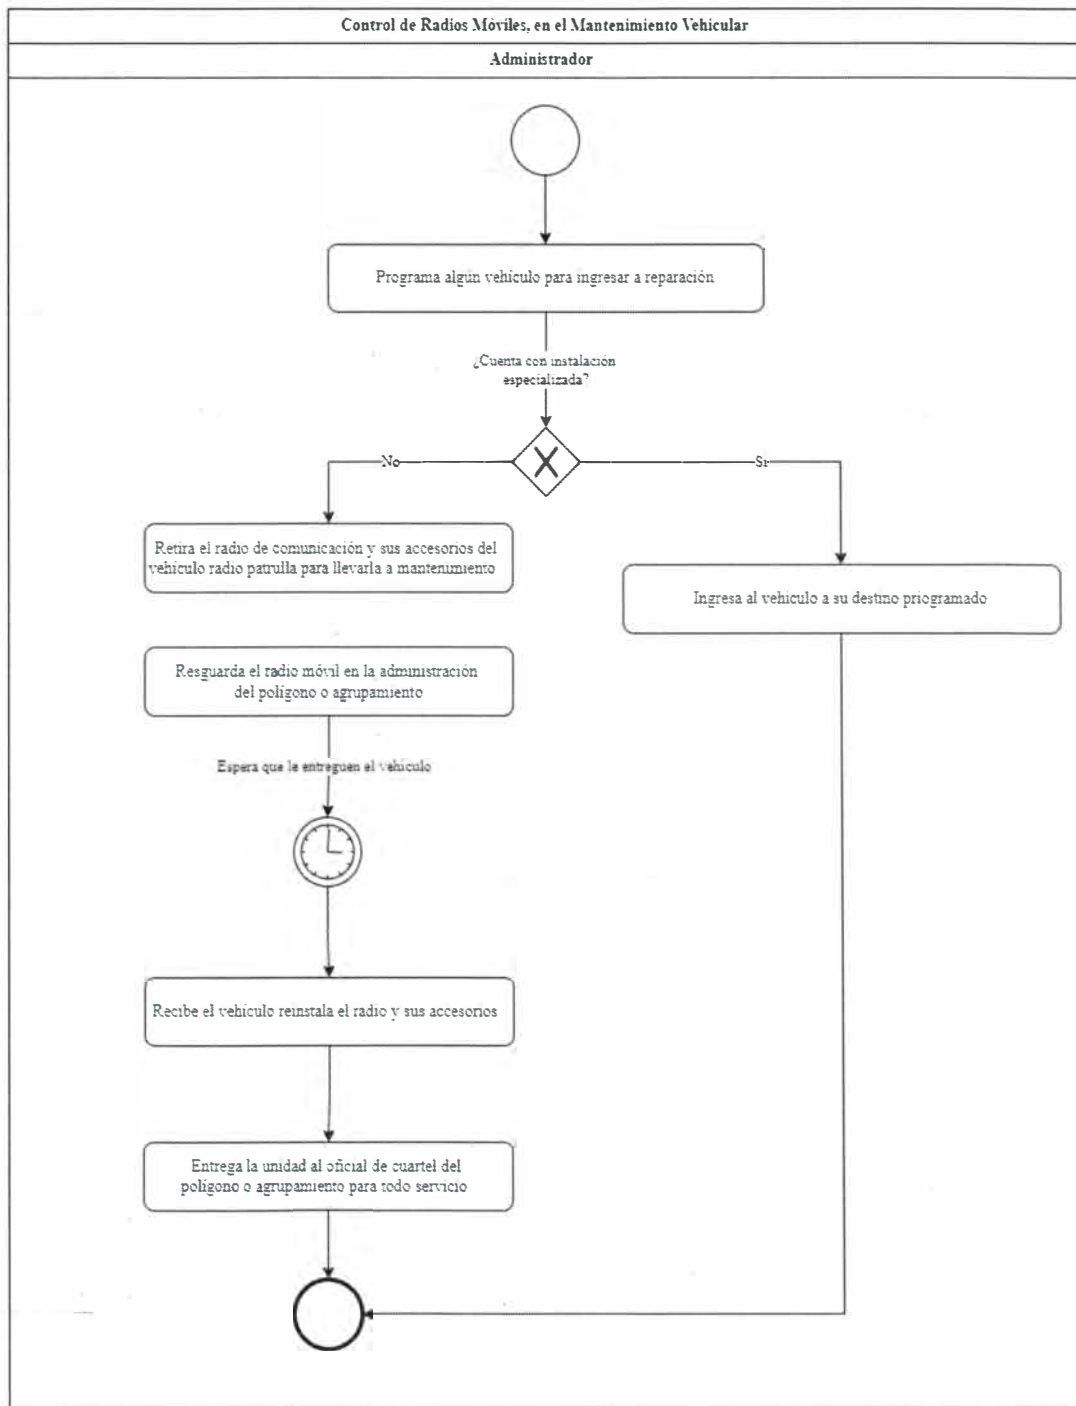 Control de Radios Móviles, en el Mantenimiento Vehicular
Administrador
Programa algún vehículo para ingresar a reparación
¿Cuenta con instalación
especializada?
No
Si
Retira el radio de comunicación y sus accesorios del
vehículo radio patrulla para llevarla a mantenimiento
Ingresa al vehiculo a su destino priogramado
Resguarda el radio móvil en la administración
del polígono o agrupamiento
Espera que le entreguen el vehiculo
Recibe el vehiculo reinstala el radio y sus accesorios
Entrega la unidad al oficial de cuartel del
polígono o agrupamiento para todo servicio